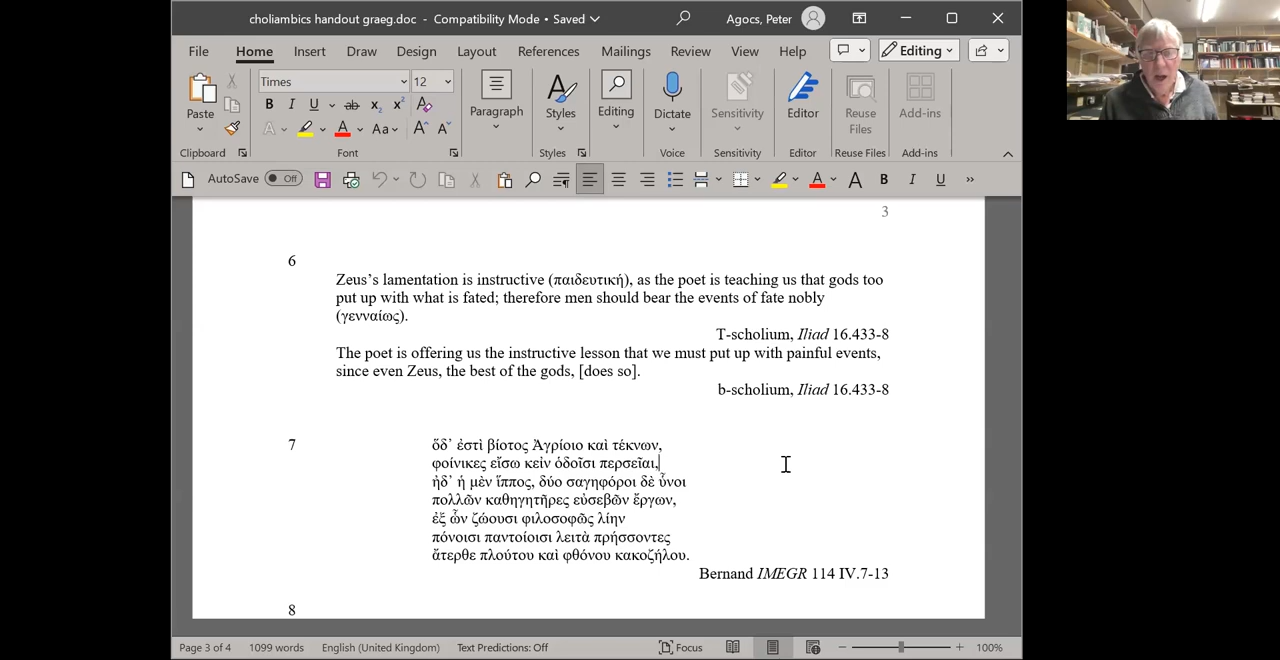 choliambics handout graeg.doc - Compatibility Mode • Saved
Agocs, Peter
File Home Insert Draw Design Layout References Mailings Review View Help Editing
Times 12
Paste
Paragraph
Styles
Editing
Dictate
Sensitivity
Editor
Reuse Files
Add-ins
Clipboard Font Styles Voice Sensitivity Editor Reuse Files Add-ins
AutoSave Off
3
6
Zeus's lamentation is instructive (παιδευτική), as the poet is teaching us that gods too
put up with what is fated; therefore men should bear the events of fate nobly
(γενναίως).
T-scholium, Iliad 16.433-8
The poet is offering us the instructive lesson that we must put up with painful events,
since even Zeus, the best of the gods, [does so].
b-scholium, Iliad 16.433-8
7
ὅδ’ ἐστὶ βίοτος Ἀγρίοιο καὶ τέκνων,
φοίνικες εἴσω κεἰν ὁδοῖσι περσεῖαι,
ἠδ’ ἡ μὲν ἵππος, δύο σαγηφόροι δὲ ὗνοι
πολλῶν καθηγητῆρες εὐσεβῶν ἔργων,
ἐξ ὧν ζώουσι φιλοσοφῶς λίην
πόνοισι παντοίοισι λειτὰ πρήσσοντες
ἄτερθε πλούτου καὶ φθόνου κακοζήλου.
Bernand IMEGR 114 IV.7-13
8
Page 3 of 4 1099 words English (United Kingdom) Text Predictions: Off Focus 100%